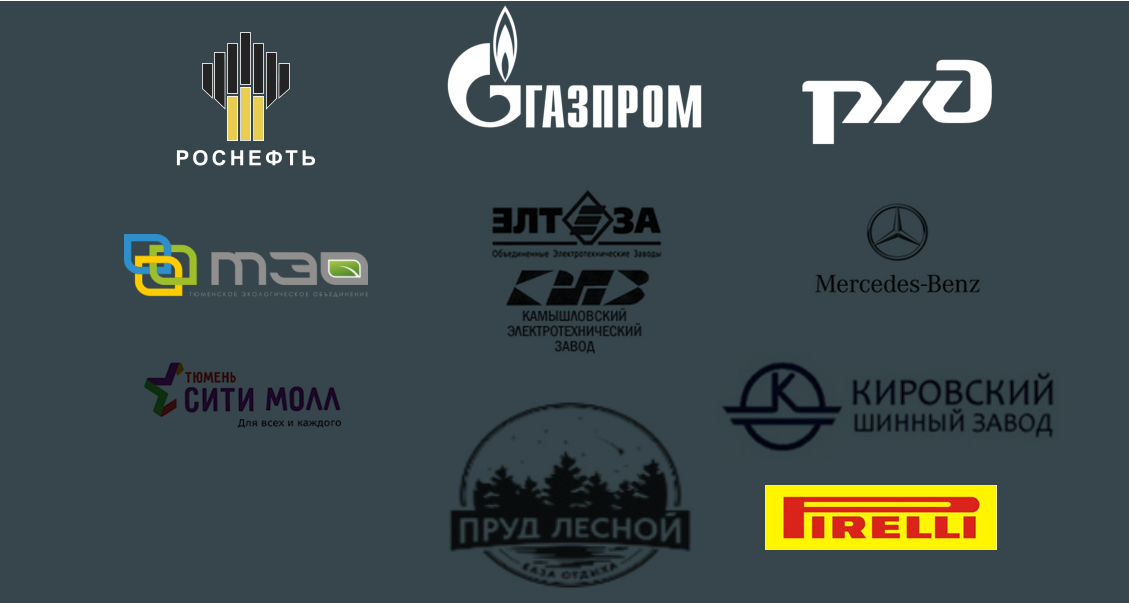 РОСНЕФТЬ
ГАЗПРОМ
РЖД
ТЭО
ТЮМЕНСКОЕ ЭКОЛОГИЧЕСКОЕ ОБЪЕДИНЕНИЕ
ЭЛТЕЗА
Объединенные Электротехнические Заводы
КЭТЗ
КАМЫШЛОВСКИЙ
ЭЛЕКТРОТЕХНИЧЕСКИЙ
ЗАВОД
Mercedes-Benz
ТЮМЕНЬ
СИТИ МОЛЛ
Для всех и каждого
ПРУД ЛЕСНОЙ
БАЗА ОТДЫХА
К
КИРОВСКИЙ
ШИННЫЙ ЗАВОД
PIRELLI